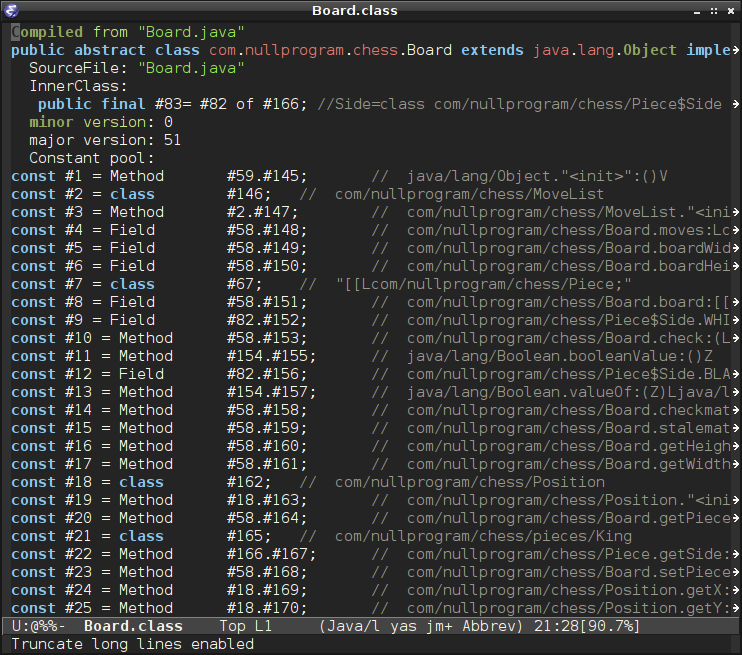 Board.class
Compiled from "Board.java"
public abstract class com.nullprogram.chess.Board extends java.lang.Object imple
  SourceFile: "Board.java"
  InnerClass:
   public final #83= #82 of #166; //Side=class com/nullprogram/chess/Piece$Side
  minor version: 0
  major version: 51
  Constant pool:
const #1 = Method       #59.#145;       //  java/lang/Object."<init>":()V
const #2 = class        #146;   //  com/nullprogram/chess/MoveList
const #3 = Method       #2.#147;        //  com/nullprogram/chess/MoveList."<ini
const #4 = Field        #58.#148;       //  com/nullprogram/chess/Board.moves:Lc
const #5 = Field        #58.#149;       //  com/nullprogram/chess/Board.boardWid
const #6 = Field        #58.#150;       //  com/nullprogram/chess/Board.boardHei
const #7 = class        #67;    //  "[[Lcom/nullprogram/chess/Piece;"
const #8 = Field        #58.#151;       //  com/nullprogram/chess/Board.board:[[
const #9 = Field        #82.#152;       //  com/nullprogram/chess/Piece$Side.WHI
const #10 = Method      #58.#153;       //  com/nullprogram/chess/Board.check:(L
const #11 = Method      #154.#155;      //  java/lang/Boolean.booleanValue:()Z
const #12 = Field       #82.#156;       //  com/nullprogram/chess/Piece$Side.BLA
const #13 = Method      #154.#157;      //  java/lang/Boolean.valueOf:(Z)Ljava/l
const #14 = Method      #58.#158;       //  com/nullprogram/chess/Board.checkmat
const #15 = Method      #58.#159;       //  com/nullprogram/chess/Board.stalemat
const #16 = Method      #58.#160;       //  com/nullprogram/chess/Board.getHeigh
const #17 = Method      #58.#161;       //  com/nullprogram/chess/Board.getWidth
const #18 = class       #162;   //  com/nullprogram/chess/Position
const #19 = Method      #18.#163;       //  com/nullprogram/chess/Position."<ini
const #20 = Method      #58.#164;       //  com/nullprogram/chess/Board.getPiece
const #21 = class       #165;   //  com/nullprogram/chess/pieces/King
const #22 = Method      #166.#167;      //  com/nullprogram/chess/Piece.getSide:
const #23 = Method      #58.#168;       //  com/nullprogram/chess/Board.setPiece
const #24 = Method      #18.#169;       //  com/nullprogram/chess/Position.getX:
const #25 = Method      #18.#170;       //  com/nullprogram/chess/Position.getY:
U:@%%-  Board.class    Top L1     (Java/l yas jm+ Abbrev) 21:28[90.7%]
Truncate long lines enabled